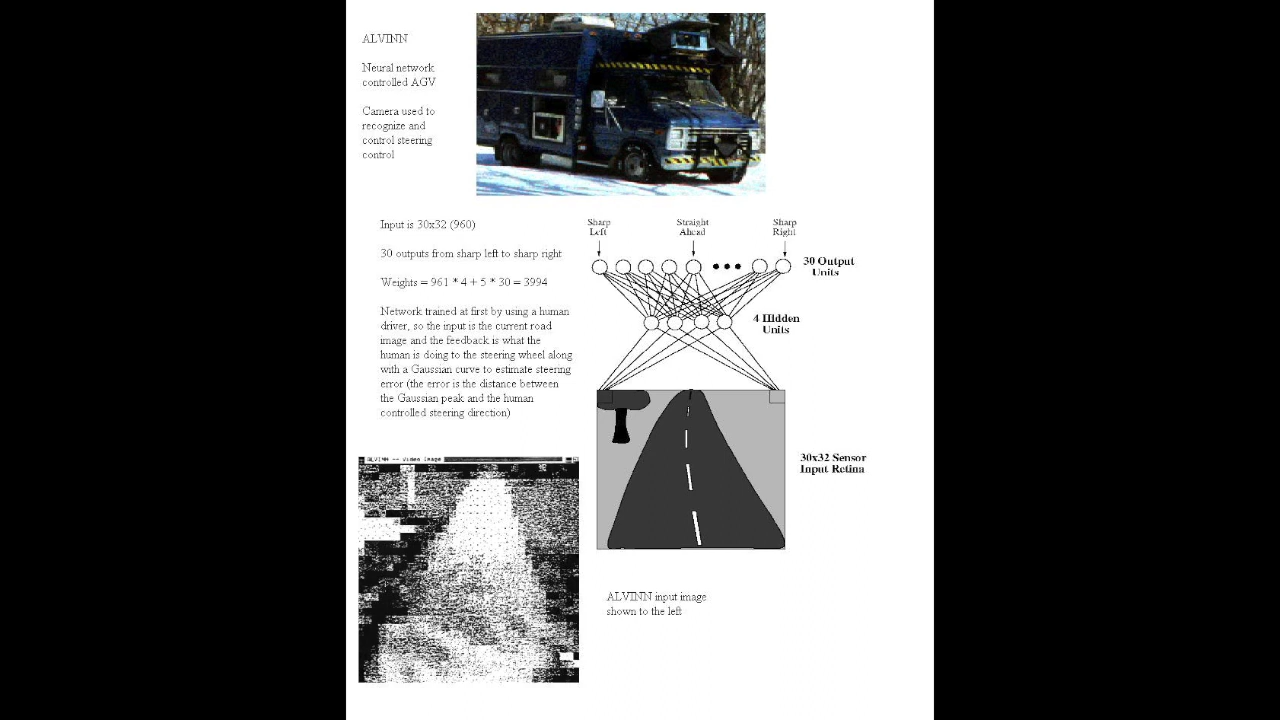 ALVINN
Neural network
controlled AGV
Camera used to
recognize and
control steering
control
Input is 30x32 (960)
30 outputs from sharp left to sharp right
Weights = 961 * 4 + 5 * 30 = 3994
Network trained at first by using a human
driver, so the input is the current road
image and the feedback is what the
human is doing to the steering wheel along
with a Gaussian curve to estimate steering
error (the error is the distance between
the Gaussian peak and the human
controlled steering direction)
Sharp
Left
Straight
Ahead
Sharp
Right
30 Output
Units
4 Hidden
Units
30x32 Sensor
Input Retina
ALVINN -- Video Image
ALVINN input image
shown to the left